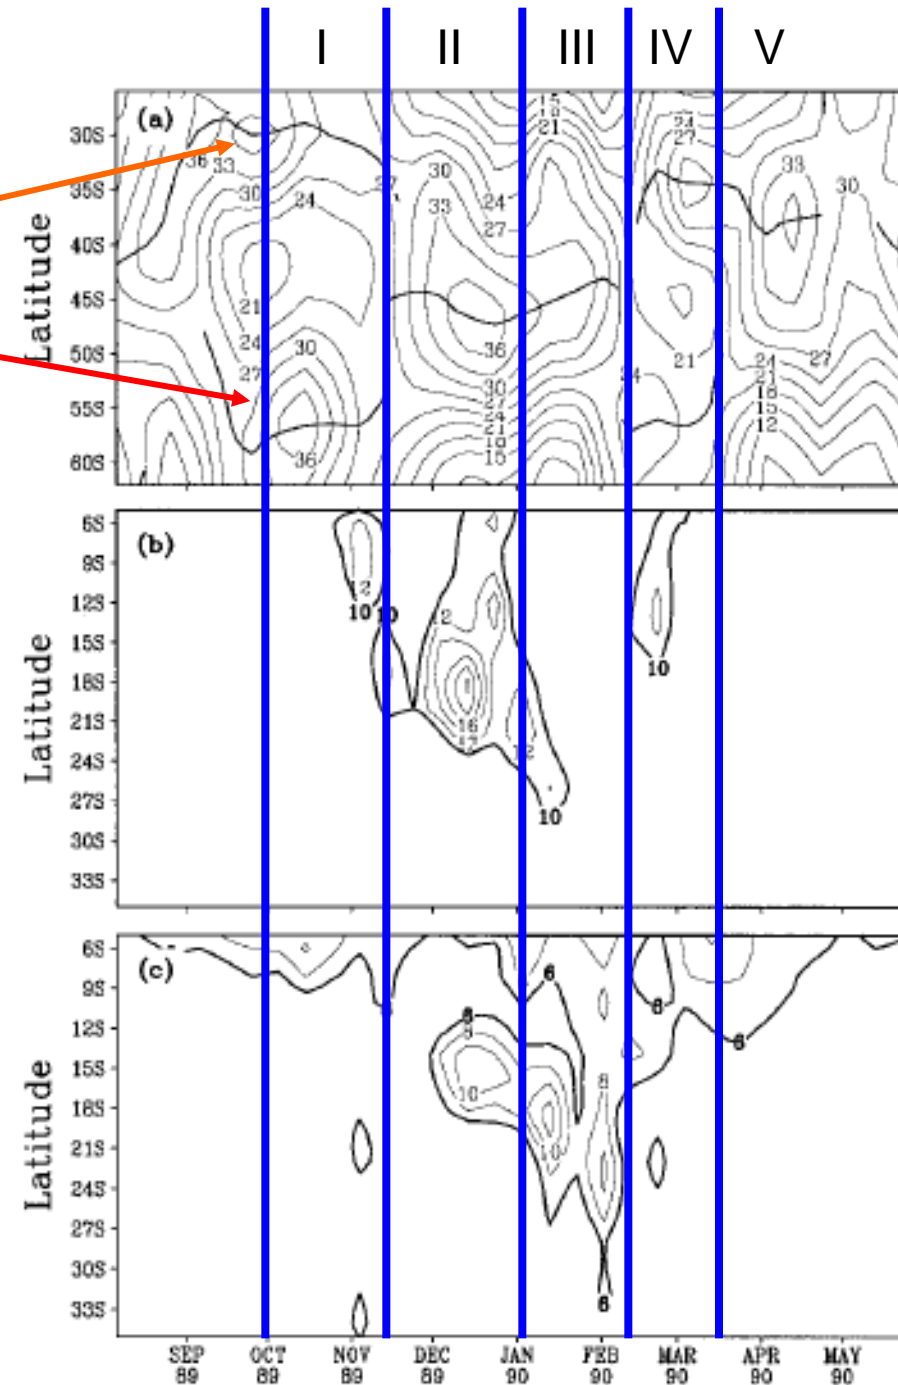 I II III IV V
(a)
30S
35S
40S
45S
50S
55S
60S
Latitude
36 33 30 24 27
21
24
27
30
36
30
33
24
27
36
30
27
24
21
18
15
15
18
21
24
27
24
21
33
30
27
24
21
18
15
12
(b)
6S
9S
12S
15S
18S
21S
24S
27S
30S
33S
Latitude
12
10 10
12
16
12
12
10
10
(c)
6S
9S
12S
15S
18S
21S
24S
27S
30S
33S
Latitude
6
6
6
8
6
10
8
6
SEP OCT NOV DEC JAN FEB MAR APR MAY
89 89 89 89 90 90 90 90 90